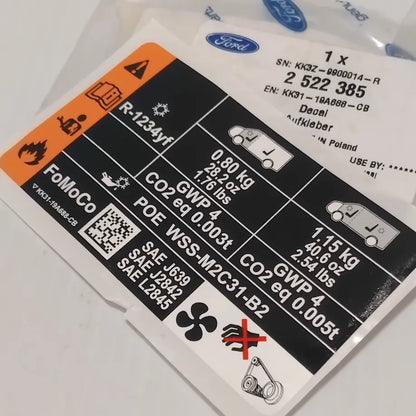 Ford
1 x
SN: KK3Z-9900014-R
2 522 385
EN: KK31-19A688-CB
Decal
Aufkleber
IN Poland
USE BY: ******
R-1234yf
0.80 kg
28.2 oz
1.76 lbs
GWP 4
CO2 eq 0.003t
1.15 kg
40.6 oz
2.54 lbs
GWP 4
CO2 eq 0.005t
POE WSS-M2C31-B2
FoMoCo
KK31-19A688-CB
SAE J639
SAE J2842
SAE L2845